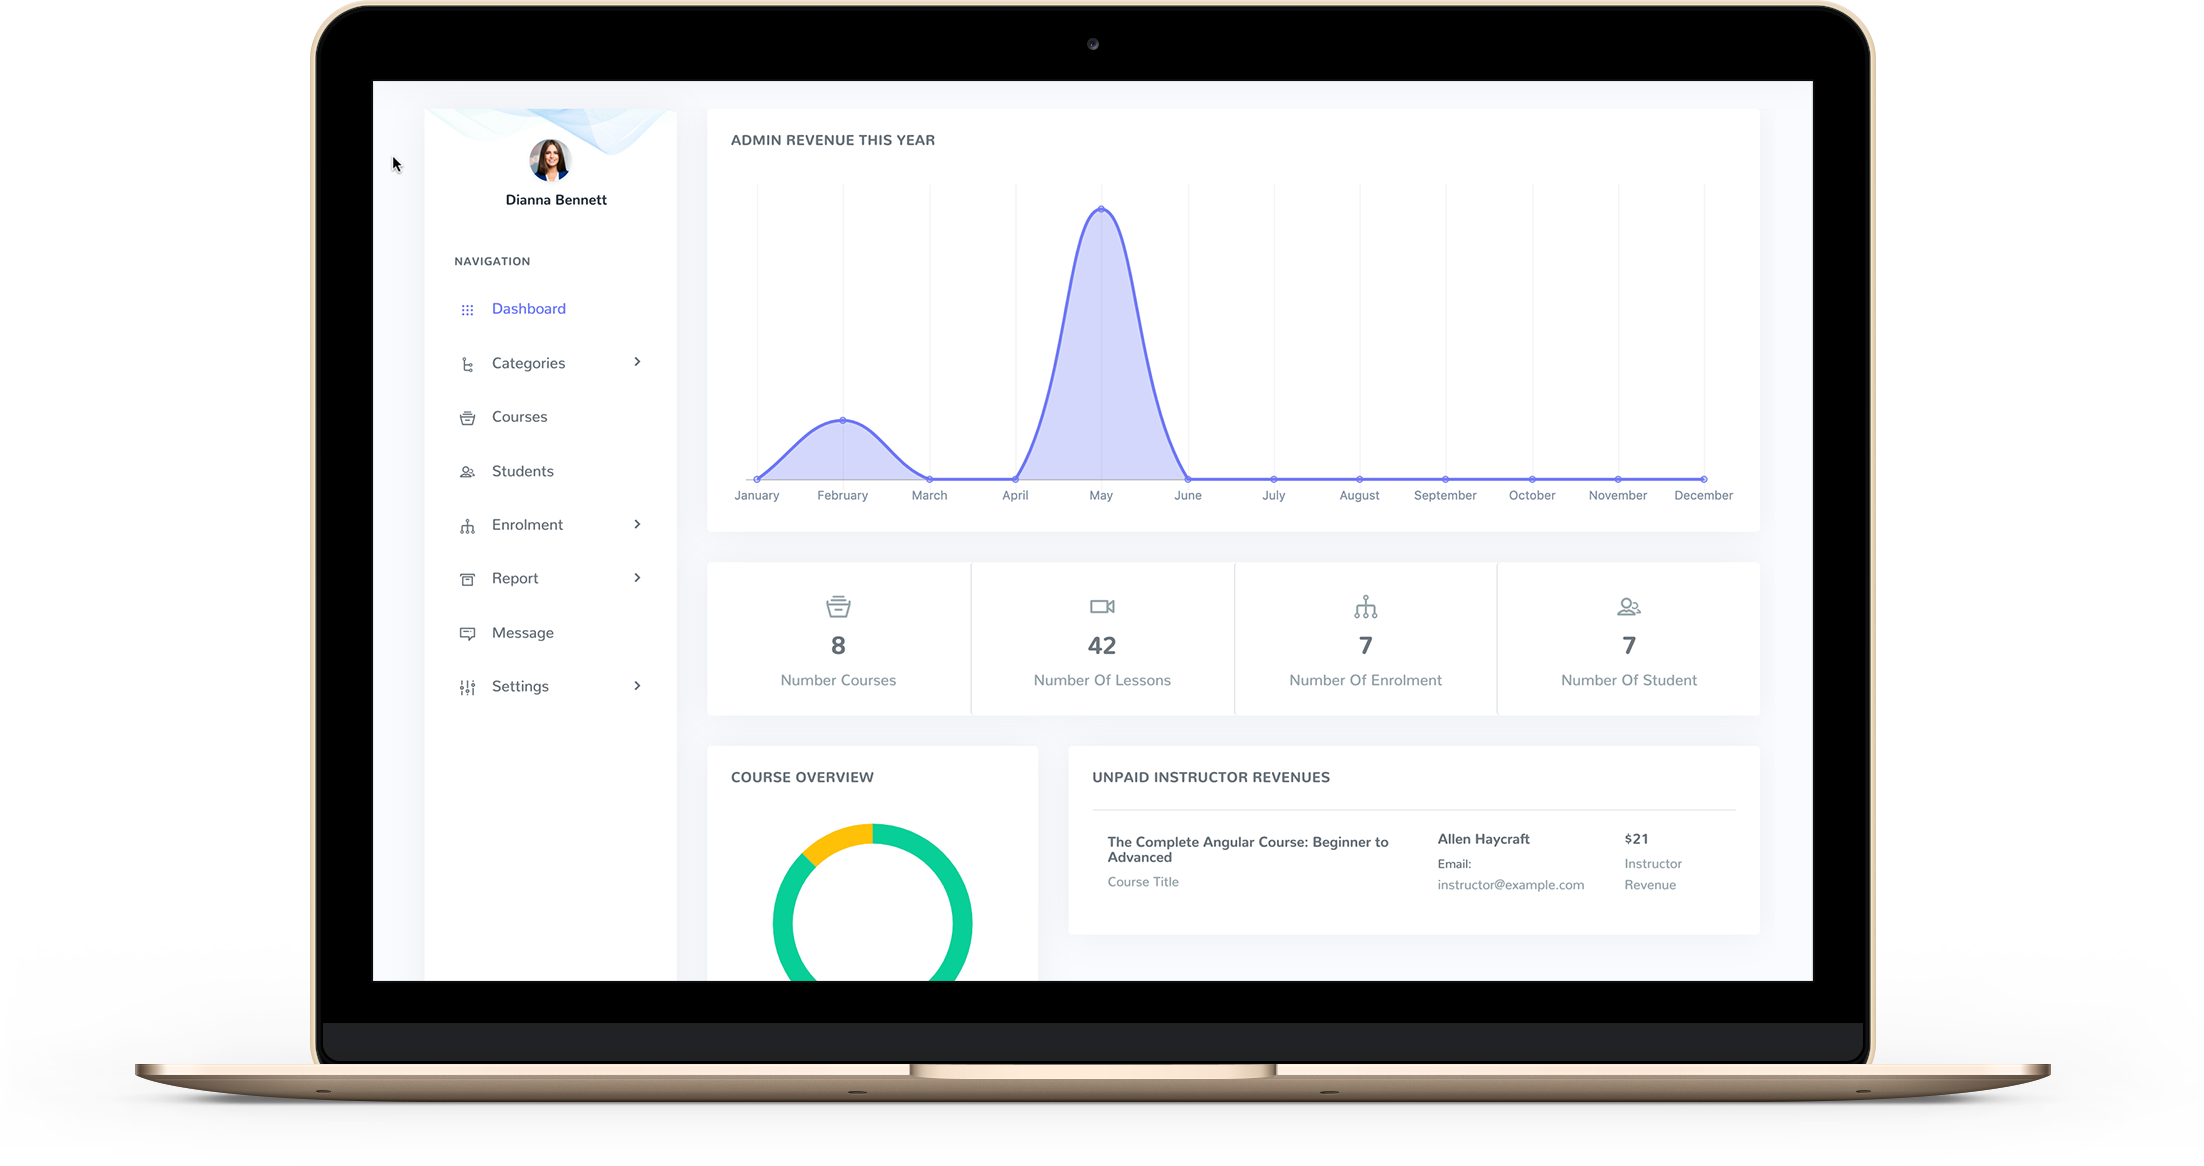 Dianna Bennett
NAVIGATION
Dashboard
Categories
Courses
Students
Enrolment
Report
Message
Settings
ADMIN REVENUE THIS YEAR
January February March April May June July August September October November December
8
Number Courses
42
Number Of Lessons
7
Number Of Enrolment
7
Number Of Student
COURSE OVERVIEW
UNPAID INSTRUCTOR REVENUES
The Complete Angular Course: Beginner to
Advanced
Course Title
Allen Haycraft
Email:
instructor@example.com
$21
Instructor
Revenue